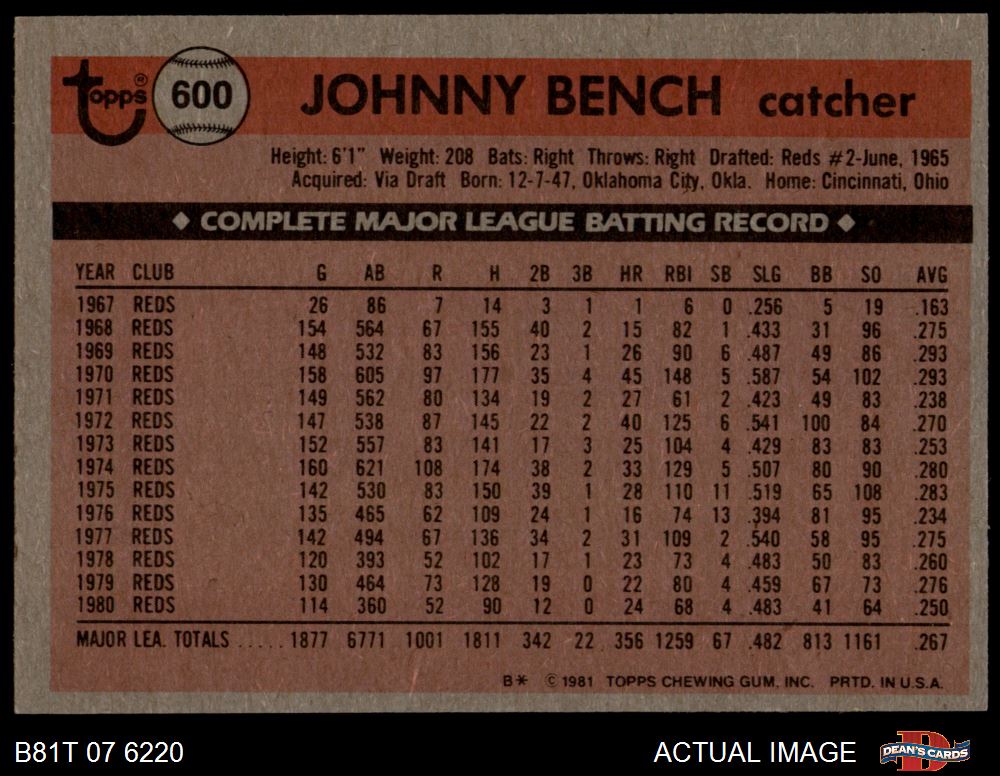 topps ® 600 JOHNNY BENCH catcher
Height: 6'1" Weight: 208 Bats: Right Throws: Right Drafted: Reds #2-June, 1965
Acquired: Via Draft Born: 12-7-47, Oklahoma City, Okla. Home: Cincinnati, Ohio
◆ COMPLETE MAJOR LEAGUE BATTING RECORD ◆
YEAR CLUB G AB R H 2B 3B HR RBI SB SLG BB SO AVG
1967 REDS 26 86 7 14 3 1 1 6 0 .256 5 19 .163
1968 REDS 154 564 67 155 40 2 15 82 1 .433 31 96 .275
1969 REDS 148 532 83 156 23 1 26 90 6 .487 49 86 .293
1970 REDS 158 605 97 177 35 4 45 148 5 .587 54 102 .293
1971 REDS 149 562 80 134 19 2 27 61 2 .423 49 83 .238
1972 REDS 147 538 87 145 22 2 40 125 6 .541 100 84 .270
1973 REDS 152 557 83 141 17 3 25 104 4 .429 83 83 .253
1974 REDS 160 621 108 174 38 2 33 129 5 .507 80 90 .280
1975 REDS 142 530 83 150 39 1 28 110 11 .519 65 108 .283
1976 REDS 135 465 62 109 24 1 16 74 13 .394 81 95 .234
1977 REDS 142 494 67 136 34 2 31 109 2 .540 58 95 .275
1978 REDS 120 393 52 102 17 1 23 73 4 .483 50 83 .260
1979 REDS 130 464 73 128 19 0 22 80 4 .459 67 73 .276
1980 REDS 114 360 52 90 12 0 24 68 4 .483 41 64 .250
MAJOR LEA. TOTALS ..... 1877 6771 1001 1811 342 22 356 1259 67 .482 813 1161 .267
B* © 1981 TOPPS CHEWING GUM, INC. PRTD. IN U.S.A.
B81T 07 6220 ACTUAL IMAGE DEAN'S CARDS